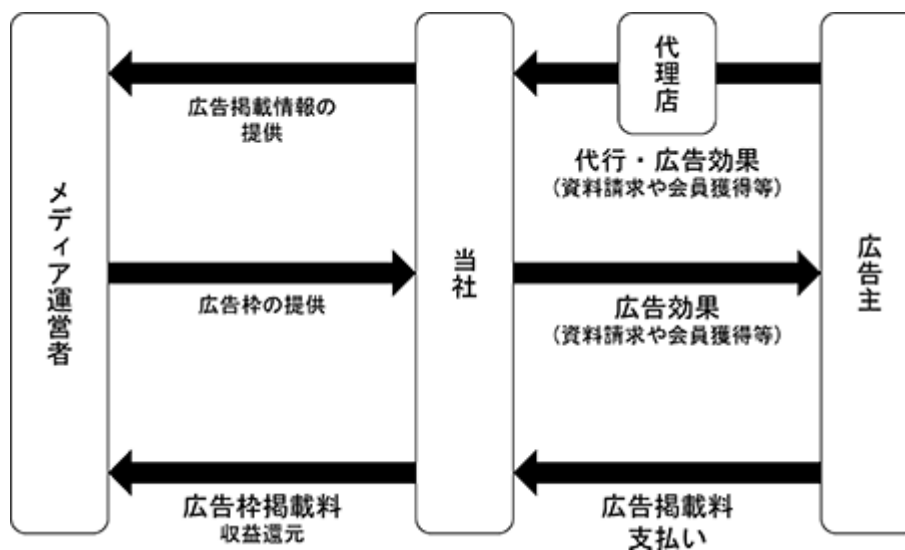 メディア運営者
広告掲載情報の
提供
広告枠の提供
広告枠掲載料
収益還元
当社
代理店
代行・広告効果
（資料請求や会員獲得等）
広告効果
（資料請求や会員獲得等）
広告掲載料
支払い
広告主